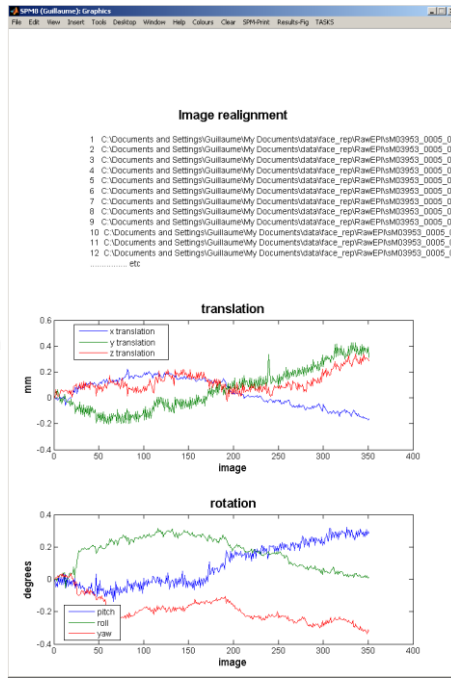 SPM8 (Guillaume): Graphics
File Edit View Insert Tools Desktop Window Help Colours Clear SPM-Print Results-Fig TASKS
Image realignment
1 C:\Documents and Settings\Guillaume\My Documents\data\face_rep\RawEPI\sM03953_0005_0
2 C:\Documents and Settings\Guillaume\My Documents\data\face_rep\RawEPI\sM03953_0005_0
3 C:\Documents and Settings\Guillaume\My Documents\data\face_rep\RawEPI\sM03953_0005_0
4 C:\Documents and Settings\Guillaume\My Documents\data\face_rep\RawEPI\sM03953_0005_0
5 C:\Documents and Settings\Guillaume\My Documents\data\face_rep\RawEPI\sM03953_0005_0
6 C:\Documents and Settings\Guillaume\My Documents\data\face_rep\RawEPI\sM03953_0005_0
7 C:\Documents and Settings\Guillaume\My Documents\data\face_rep\RawEPI\sM03953_0005_0
8 C:\Documents and Settings\Guillaume\My Documents\data\face_rep\RawEPI\sM03953_0005_0
9 C:\Documents and Settings\Guillaume\My Documents\data\face_rep\RawEPI\sM03953_0005_0
10 C:\Documents and Settings\Guillaume\My Documents\data\face_rep\RawEPI\sM03953_0005_0
11 C:\Documents and Settings\Guillaume\My Documents\data\face_rep\RawEPI\sM03953_0005_0
12 C:\Documents and Settings\Guillaume\My Documents\data\face_rep\RawEPI\sM03953_0005_0
................ etc
translation
0.6
x translation
y translation
z translation
0.4
0.2
mm
0
-0.2
-0.4
0 50 100 150 200 250 300 350 400
image
rotation
0.4
0.2
degrees
0
-0.2
pitch
roll
yaw
-0.4
0 50 100 150 200 250 300 350 400
image